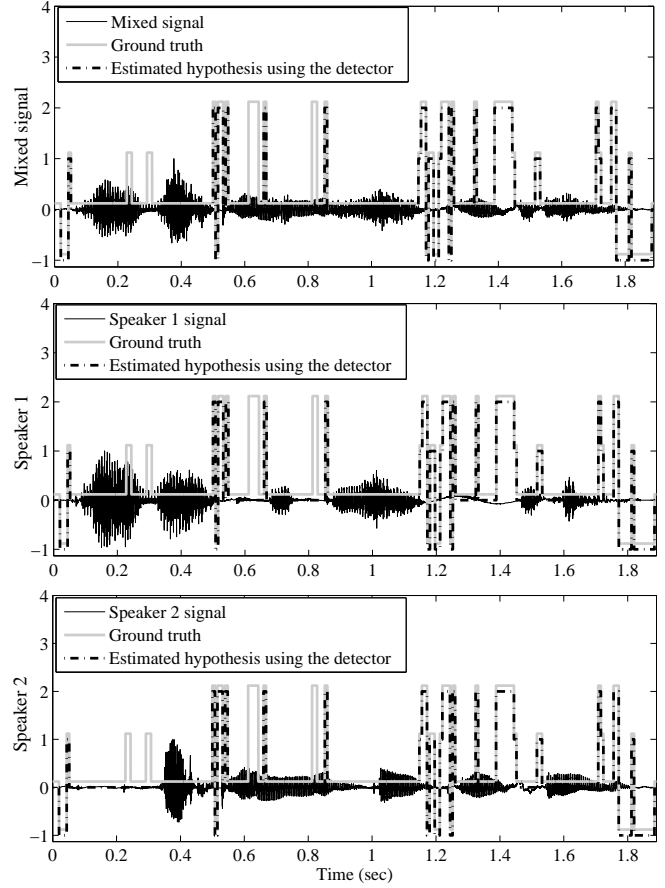 4
3
2
1
0
−1
Mixed signal
Mixed signal
Ground truth
Estimated hypothesis using the detector
0 0.2 0.4 0.6 0.8 1 1.2 1.4 1.6 1.8
4
3
2
1
0
−1
Speaker 1
Speaker 1 signal
Ground truth
Estimated hypothesis using the detector
0 0.2 0.4 0.6 0.8 1 1.2 1.4 1.6 1.8
4
3
2
1
0
−1
Speaker 2
Speaker 2 signal
Ground truth
Estimated hypothesis using the detector
0 0.2 0.4 0.6 0.8 1 1.2 1.4 1.6 1.8
Time (sec)